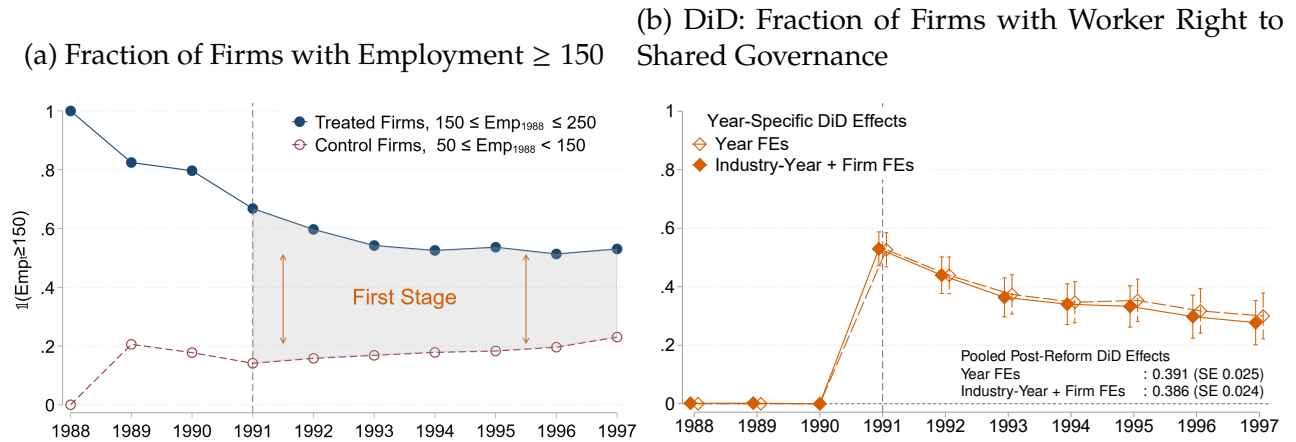 (a) Fraction of Firms with Employment ≥ 150
1
.8
.6
.4
.2
0
𝟙(Empᵢ≥150)
Treated Firms, 150 ≤ Emp₁₉₈₈ ≤ 250
Control Firms, 50 ≤ Emp₁₉₈₈ < 150
First Stage
1988 1989 1990 1991 1992 1993 1994 1995 1996 1997
(b) DiD: Fraction of Firms with Worker Right to
Shared Governance
1
.8
.6
.4
.2
0
Year-Specific DiD Effects
Year FEs
Industry-Year + Firm FEs
Pooled Post-Reform DiD Effects
Year FEs : 0.391 (SE 0.025)
Industry-Year + Firm FEs : 0.386 (SE 0.024)
1988 1989 1990 1991 1992 1993 1994 1995 1996 1997